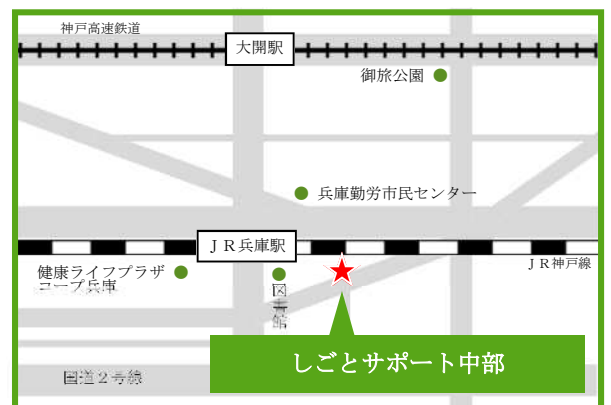 神戸高速鉄道
大開駅
御旅公園
兵庫勤労市民センター
ＪＲ兵庫駅
ＪＲ神戸線
健康ライフプラザ
コープ兵庫
図書館
しごとサポート中部
国道２号線